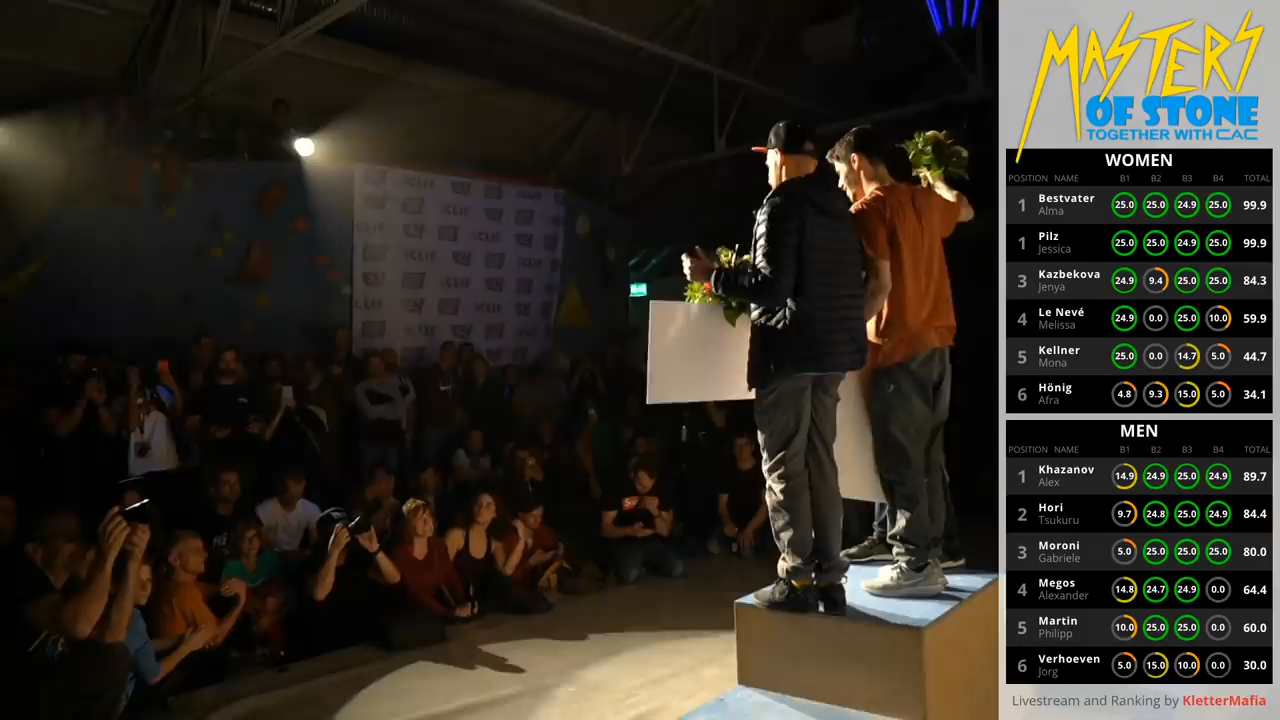 MASTERS
OF STONE
TOGETHER WITH CAC
WOMEN
POSITION NAME B1 B2 B3 B4 TOTAL
1 Bestvater Alma 25.0 25.0 24.9 25.0 99.9
1 Pilz Jessica 25.0 25.0 24.9 25.0 99.9
3 Kazbekova Jenya 24.9 9.4 25.0 25.0 84.3
4 Le Nevé Melissa 24.9 0.0 25.0 10.0 59.9
5 Kellner Mona 25.0 0.0 14.7 5.0 44.7
6 Hönig Afra 4.8 9.3 15.0 5.0 34.1
MEN
POSITION NAME B1 B2 B3 B4 TOTAL
1 Khazanov Alex 14.9 24.9 25.0 24.9 89.7
2 Hori Tsukuru 9.7 24.8 25.0 24.9 84.4
3 Moroni Gabriele 5.0 25.0 25.0 25.0 80.0
4 Megos Alexander 14.8 24.7 24.9 0.0 64.4
5 Martin Philipp 10.0 25.0 25.0 0.0 60.0
6 Verhoeven Jorg 5.0 15.0 10.0 0.0 30.0
Livestream and Ranking by KletterMafia